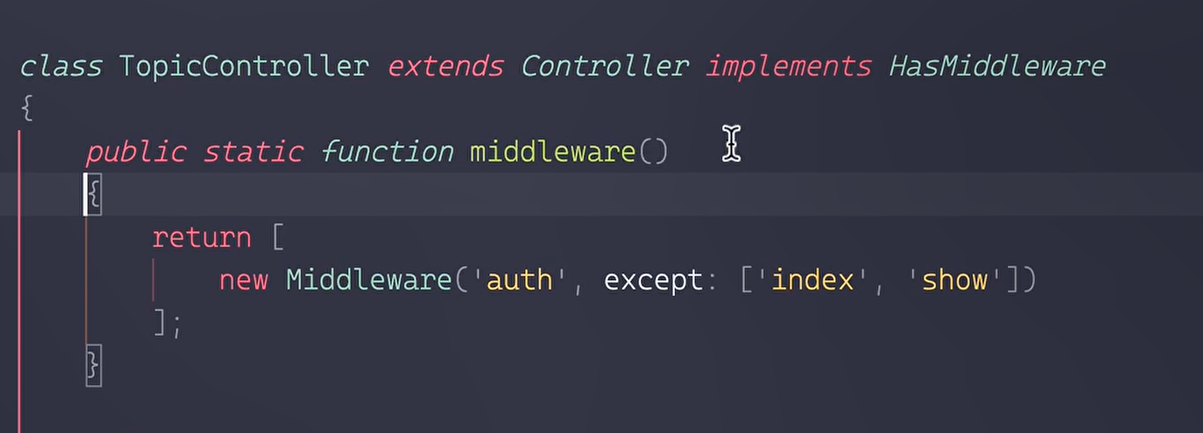 class TopicController extends Controller implements HasMiddleware
{
    public static function middleware()
    {
        return [
            new Middleware('auth', except: ['index', 'show'])
        ];
    }